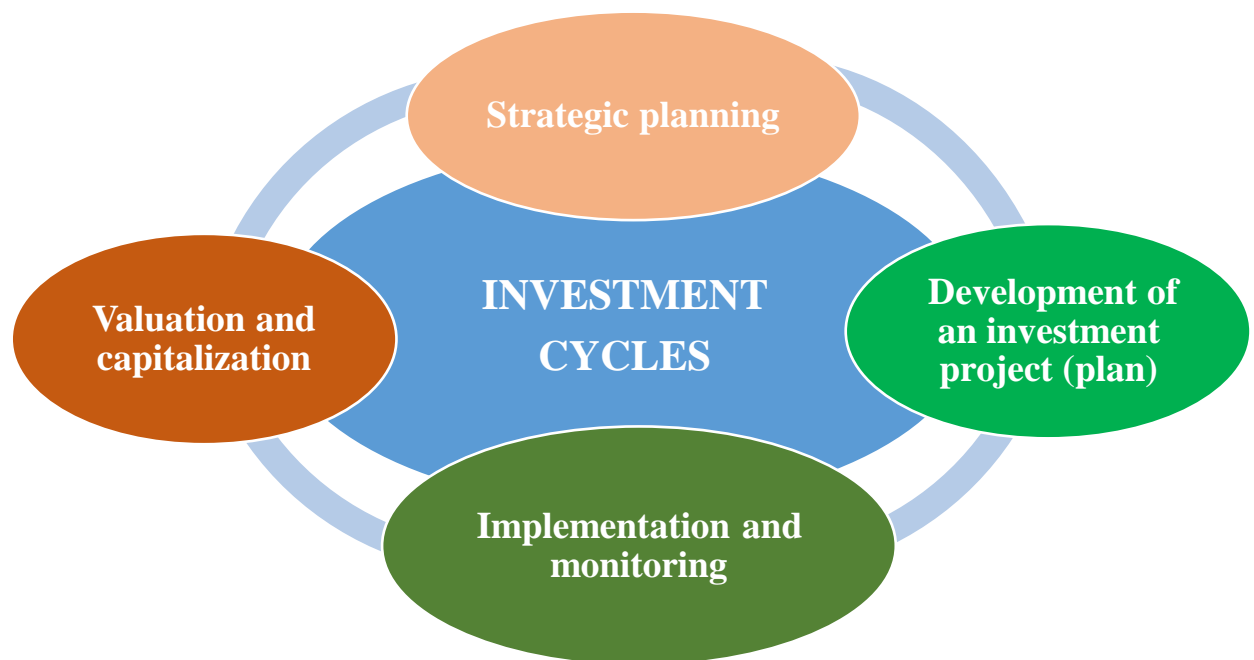 Strategic planning
INVESTMENT
CYCLES
Development of
an investment
project (plan)
Implementation and
monitoring
Valuation and
capitalization